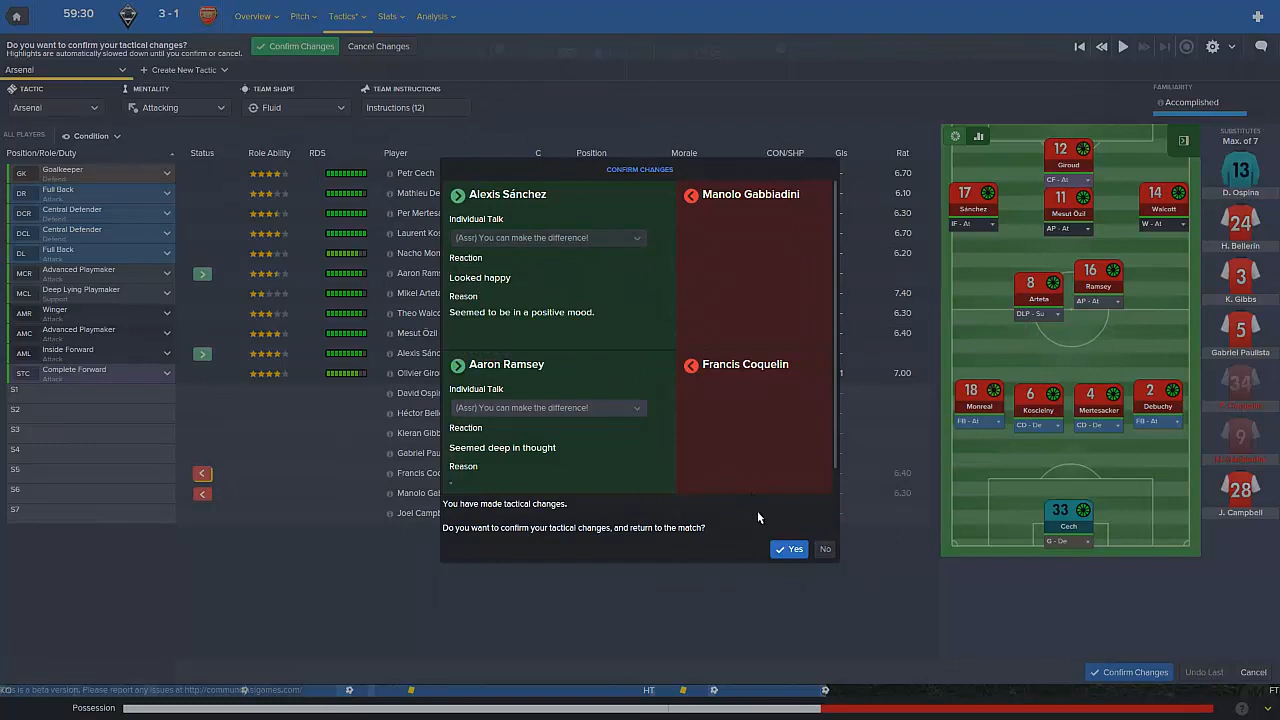 59:30
3 - 1
Overview
Pitch
Tactics*
Stats
Analysis
Do you want to confirm your tactical changes?
Highlights are automatically slowed down until you confirm or cancel.
Confirm Changes
Cancel Changes
Arsenal
Create New Tactic
TACTIC
MENTALITY
TEAM SHAPE
TEAM INSTRUCTIONS
FAMILIARITY
Arsenal
Attacking
Fluid
Instructions (12)
Accomplished
ALL PLAYERS
Condition
Position/Role/Duty
Status
Role Ability
RDS
Player
C
Position
Morale
CON/SHP
Gls
Rat
GK Goalkeeper
Defend
Petr Cech
6.70
DR Full Back
Attack
Mathieu De
6.10
DCR Central Defender
Defend
Per Mertesa
6.30
DCL Central Defender
Defend
Laurent Ko
6.30
DL Full Back
Attack
Nacho Mon
6.20
MCR Advanced Playmaker
Attack
Aaron Ram
MCL Deep Lying Playmaker
Support
Mikel Arteta
7.40
AMR Winger
Attack
Theo Walco
6.30
AMC Advanced Playmaker
Attack
Mesut Özil
6.40
AML Inside Forward
Attack
Alexis Sánc
STC Complete Forward
Attack
Olivier Giro
1
7.00
S1
David Ospin
S2
Héctor Bell
S3
Kieran Gibb
S4
Gabriel Pau
S5
Francis Coc
6.40
S6
Manolo Gal
6.30
S7
Joel Campl
CONFIRM CHANGES
Alexis Sánchez
Manolo Gabbiadini
Individual Talk
(Assr) You can make the difference!
Reaction
Looked happy
Reason
Seemed to be in a positive mood.
Aaron Ramsey
Francis Coquelin
Individual Talk
(Assr) You can make the difference!
Reaction
Seemed deep in thought
Reason
-
You have made tactical changes.
Do you want to confirm your tactical changes, and return to the match?
Yes
No
12
Giroud
CF - At
17
Sánchez
IF - At
11
Mesut Özil
AP - At
14
Walcott
W - At
8
Arteta
DLP - Su
16
Ramsey
AP - At
18
Monreal
FB - At
6
Koscielny
CD - De
4
Mertesacker
CD - De
2
Debuchy
FB - At
33
Cech
G - De
SUBSTITUTES
Max. of 7
13
D. Ospina
24
H. Bellerín
3
K. Gibbs
5
Gabriel Paulista
34
9
28
J. Campbell
Confirm Changes
Undo Last
Cancel
HT
FT
Possession